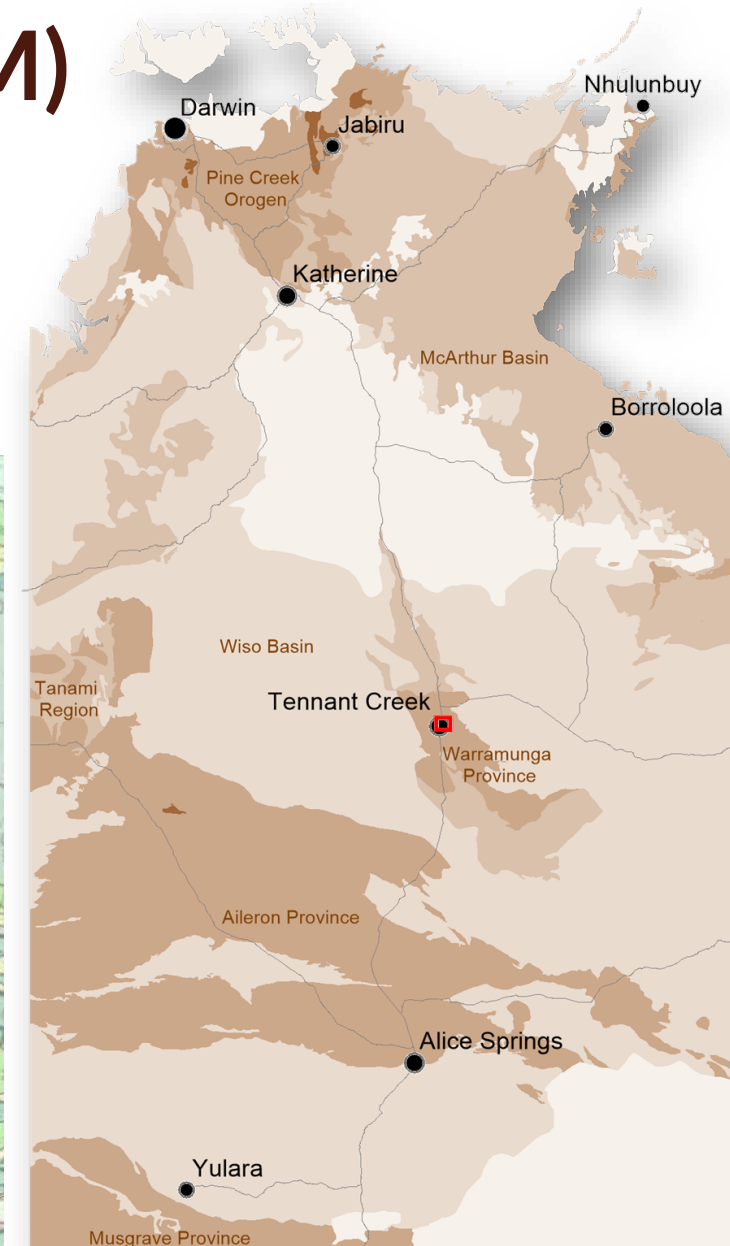 M)
Darwin
Nhulunbuy
Jabiru
Pine Creek
Orogen
Katherine
McArthur Basin
Borroloola
Wiso Basin
Tanami
Region
Tennant Creek
Warramunga
Province
Aileron Province
Alice Springs
Yulara
Musgrave Province